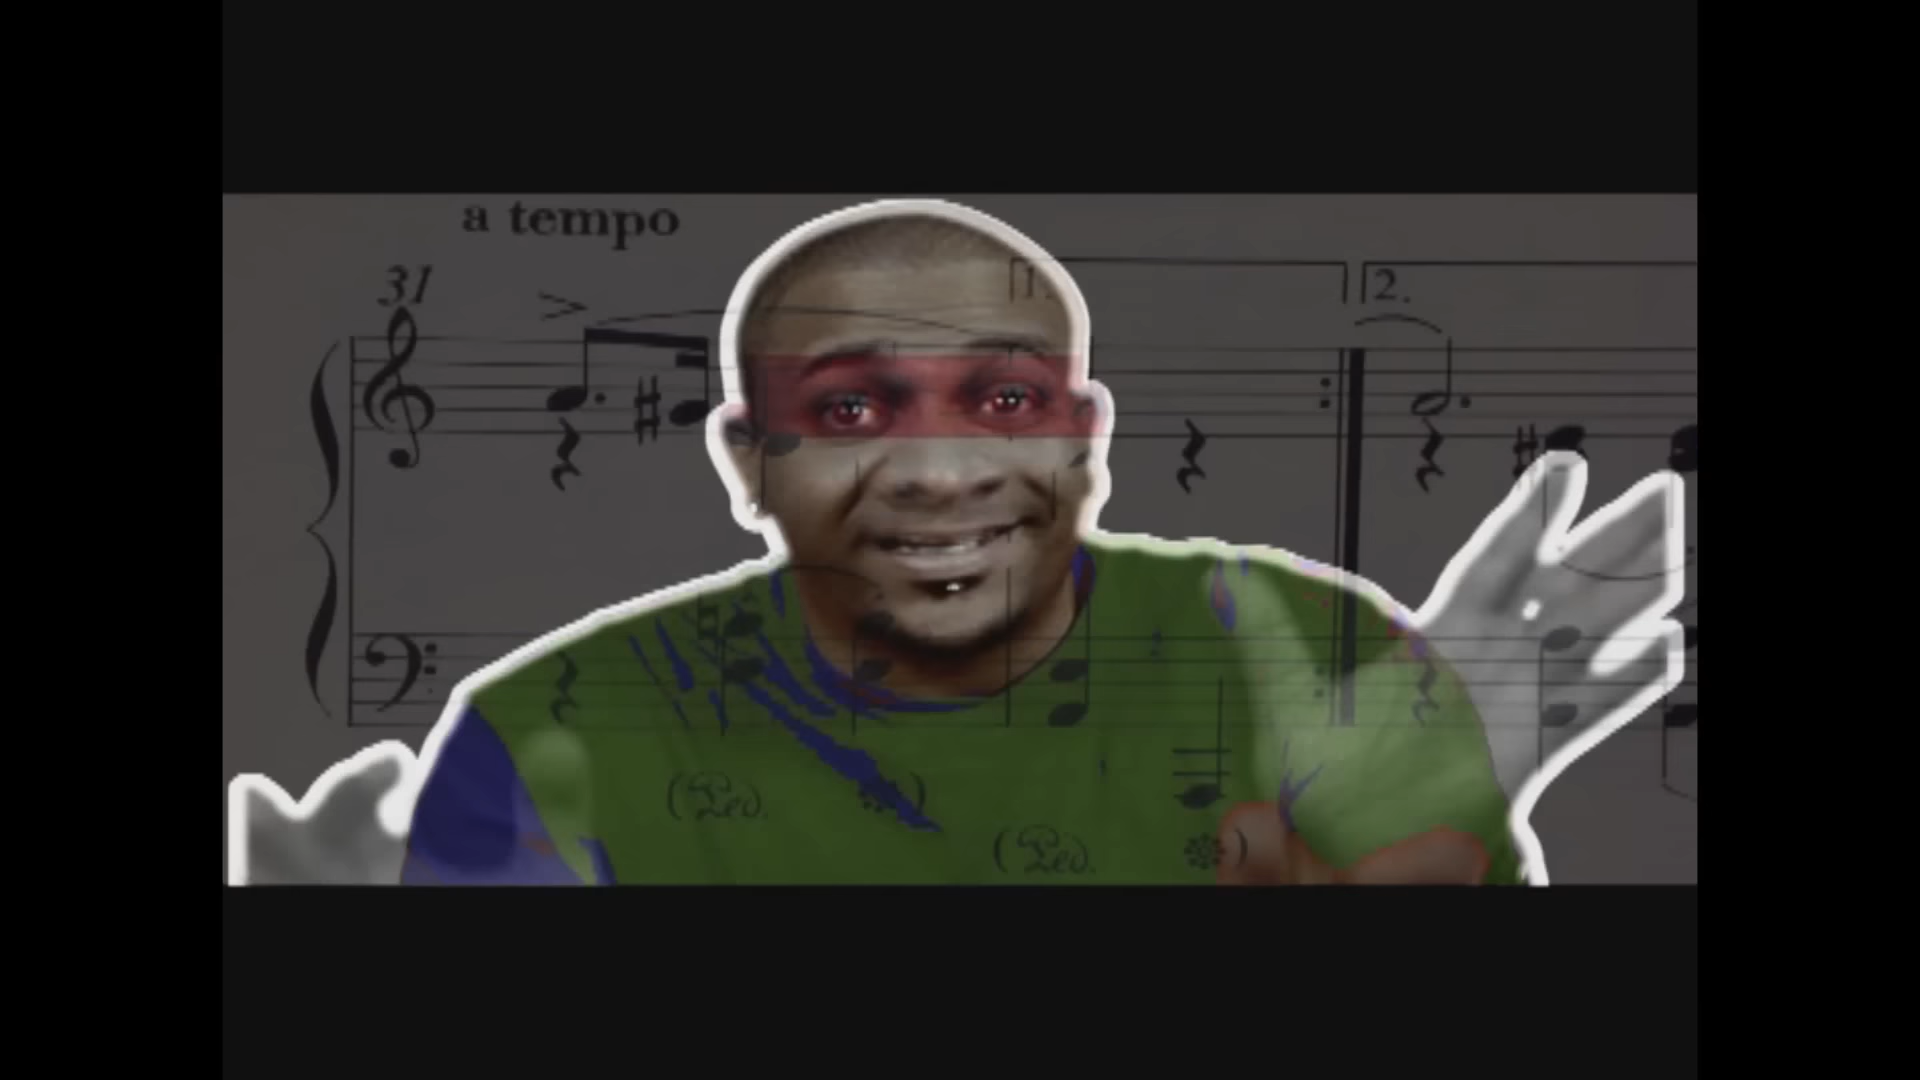 a tempo
31
1.
2.
(Ped. )
(Ped. )